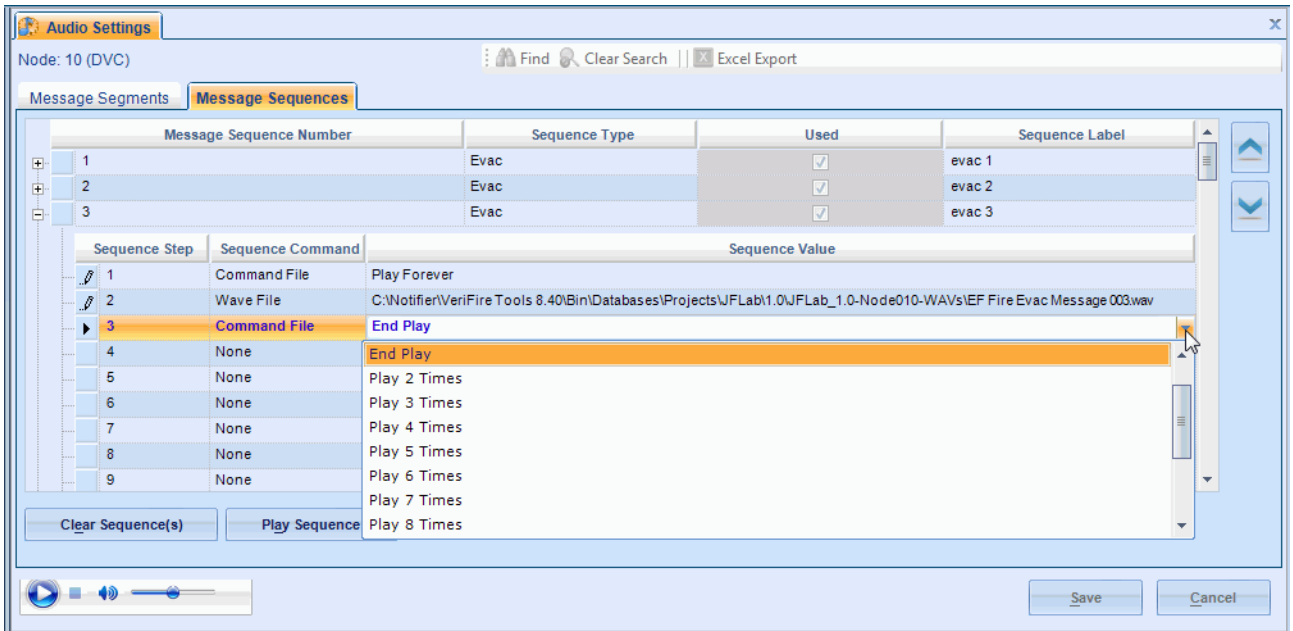 Audio Settings
x
Node: 10 (DVC)
Find
Clear Search
Excel Export
Message Segments
Message Sequences
Message Sequence Number Sequence Type Used Sequence Label
1 Evac evac 1
2 Evac evac 2
3 Evac evac 3
Sequence Step Sequence Command Sequence Value
1 Command File Play Forever
2 Wave File C:\Notifier\VeriFire Tools 8.40\Bin\Databases\Projects\JFLab\1.0\JFLab_1.0-Node010-WAVs\EF Fire Evac Message 003.wav
3 Command File End Play
4 None End Play
5 None Play 2 Times
6 None Play 3 Times
7 None Play 4 Times
8 None Play 5 Times
9 None Play 6 Times
Play 7 Times
Clear Sequence(s) Play Sequence Play 8 Times
Save Cancel